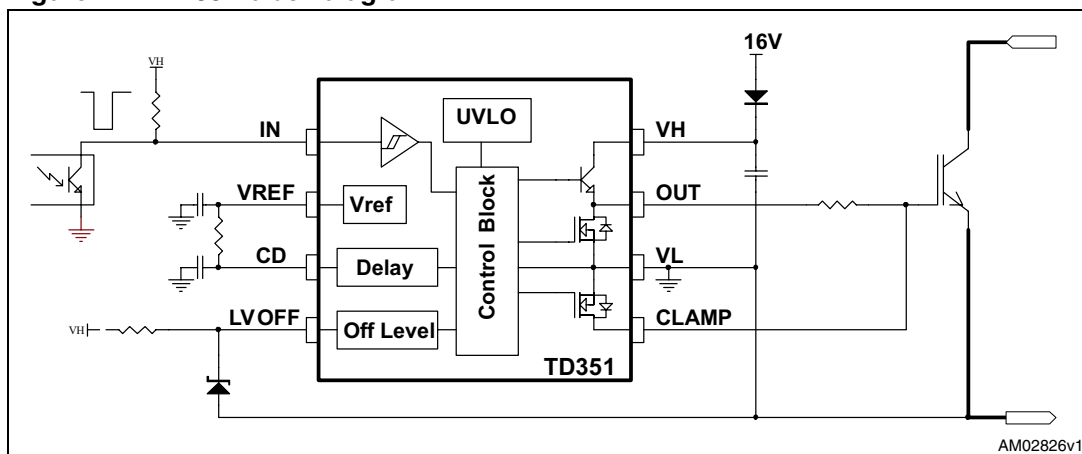 16V
VH
IN
UVLO
VH
VREF
Vref
OUT
Control Block
CD
Delay
VL
VH
LVOFF
Off Level
CLAMP
TD351
AM02826v1